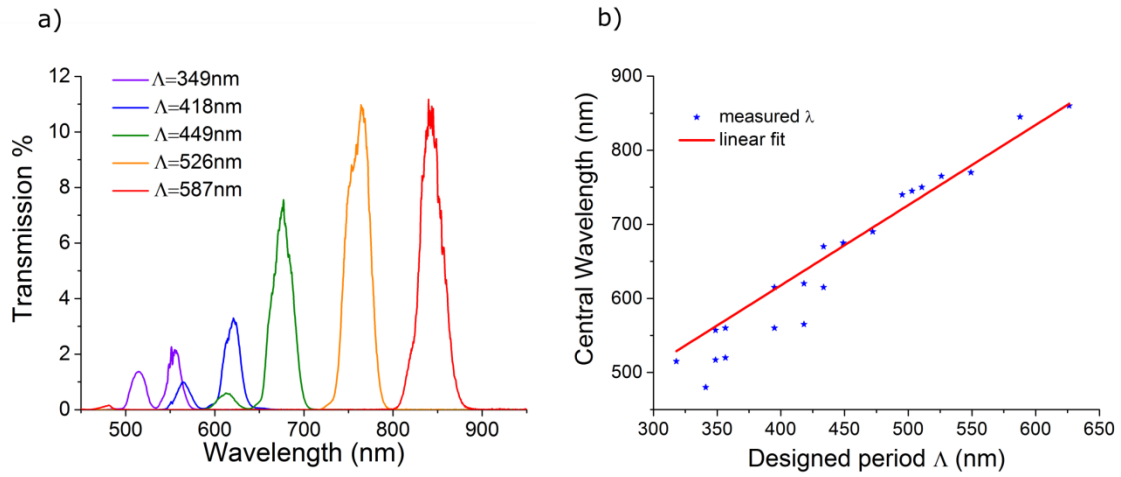 a)
Λ=349nm
Λ=418nm
Λ=449nm
Λ=526nm
Λ=587nm
12
10
8
6
4
2
0
Transmission %
500 600 700 800 900
Wavelength (nm)
b)
measured λ
linear fit
900
800
700
600
500
Central Wavelength (nm)
300 350 400 450 500 550 600 650
Designed period Λ (nm)